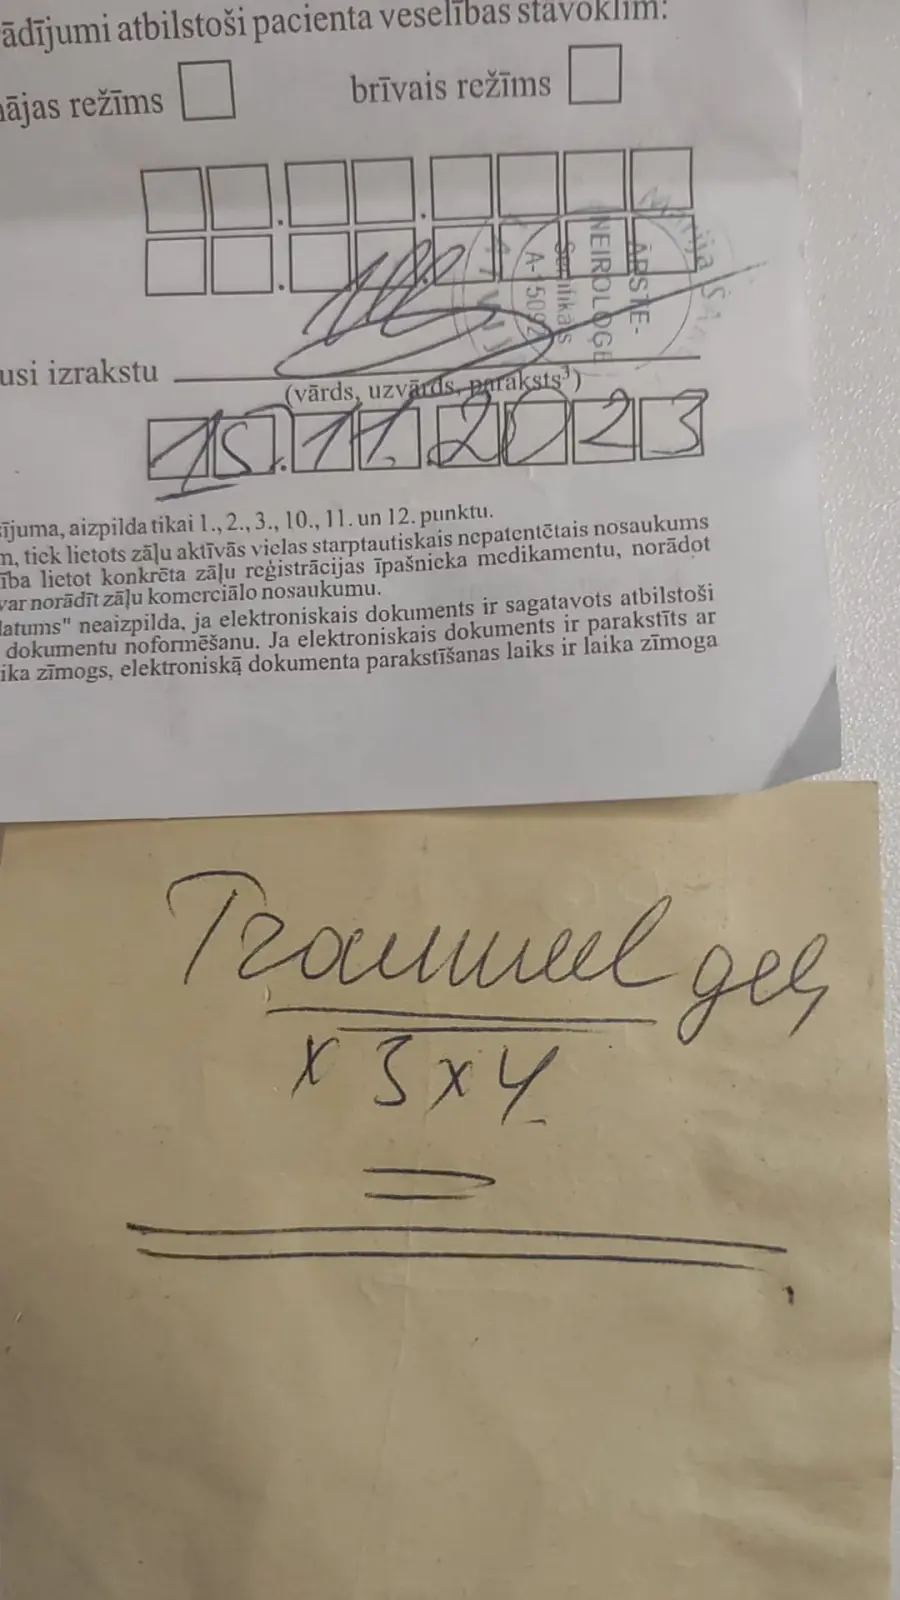 ādījumi atbilstoši pacienta veselības stāvoklim:
ājas režīms brīvais režīms
ĀRSTE-
NEIROLOĢE
Sertifikāts
usi izrakstu
(vārds, uzvārds, paraksts³)
15.11.2023
ījuma, aizpilda tikai 1., 2., 3., 10., 11. un 12. punktu.
m, tiek lietots zāļu aktīvās vielas starptautiskais nepatentētais nosaukums
ība lietot konkrēta zāļu reģistrācijas īpašnieka medikamentu, norādot
var norādīt zāļu komerciālo nosaukumu.
latums" neaizpilda, ja elektroniskais dokuments ir sagatavots atbilstoši
dokumentu noformēšanu. Ja elektroniskais dokuments ir parakstīts ar
ika zīmogs, elektroniskā dokumenta parakstīšanas laiks ir laika zīmoga
Traumeel gel
x 3 x 4